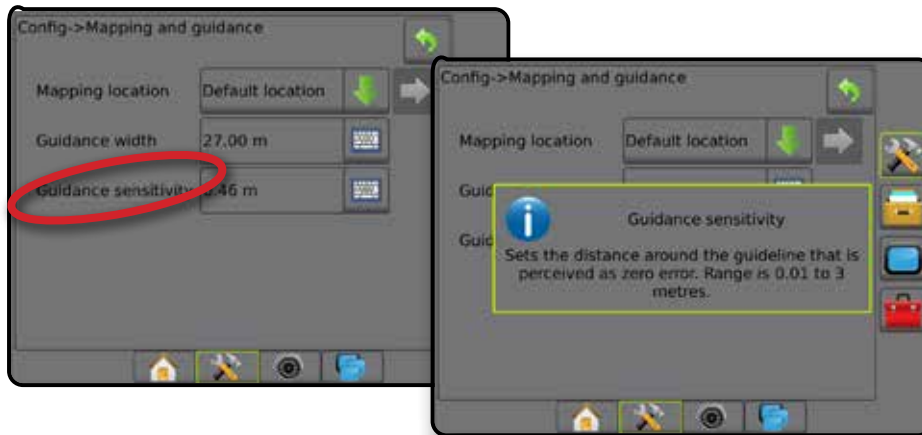 Config->Mapping and guidance
Mapping location Default location
Guidance width 27.00 m
Guidance sensitivity .46 m
Config->Mapping and guidance
Mapping location Default location
Guid
Guid
Guidance sensitivity
Sets the distance around the guideline that is
perceived as zero error. Range is 0.01 to 3
metres.